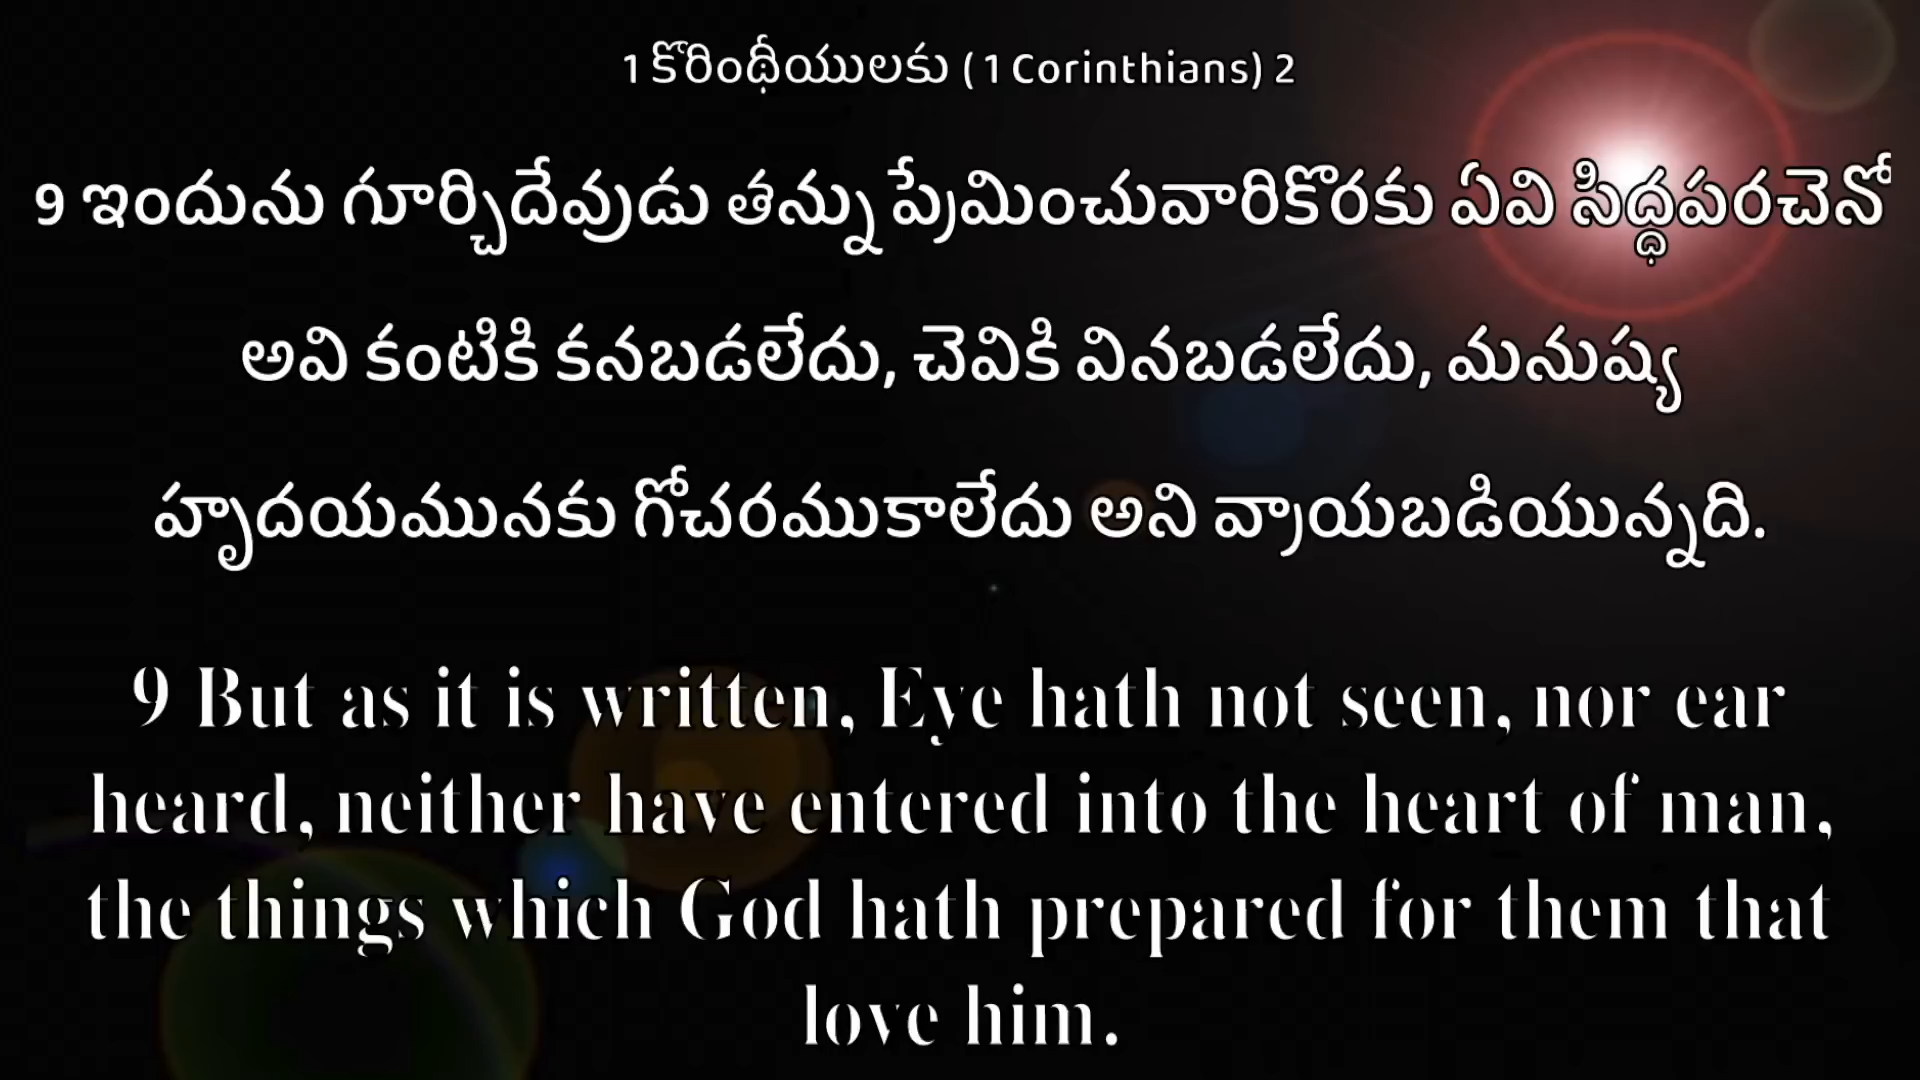 1 కొరింథీయులకు (1 Corinthians) 2
9 ఇందును గూర్చిదేవుడు తన్ను ప్రేమించువారికొరకు ఏవి సిద్ధపరచెనో
అవి కంటికి కనబడలేదు, చెవికి వినబడలేదు, మనుష్య
హృదయమునకు గోచరముకాలేదు అని వ్రాయబడియున్నది.
9 But as it is written, Eye hath not seen, nor ear
heard, neither have entered into the heart of man,
the things which God hath prepared for them that
love him.